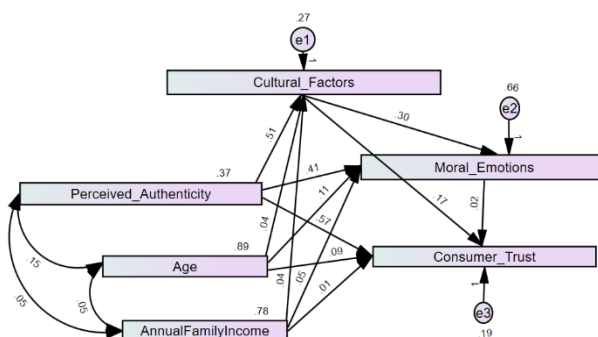 .27
e1
1
Cultural_Factors
.66
e2
1
.30
.51
.37
.41
Moral_Emotions
Perceived_Authenticity
.11
.17
.02
.04
.57
.89
.15
.09
Consumer_Trust
Age
.04
.05
.01
.05
.05
.78
1
AnnualFamilyIncome
e3
.19